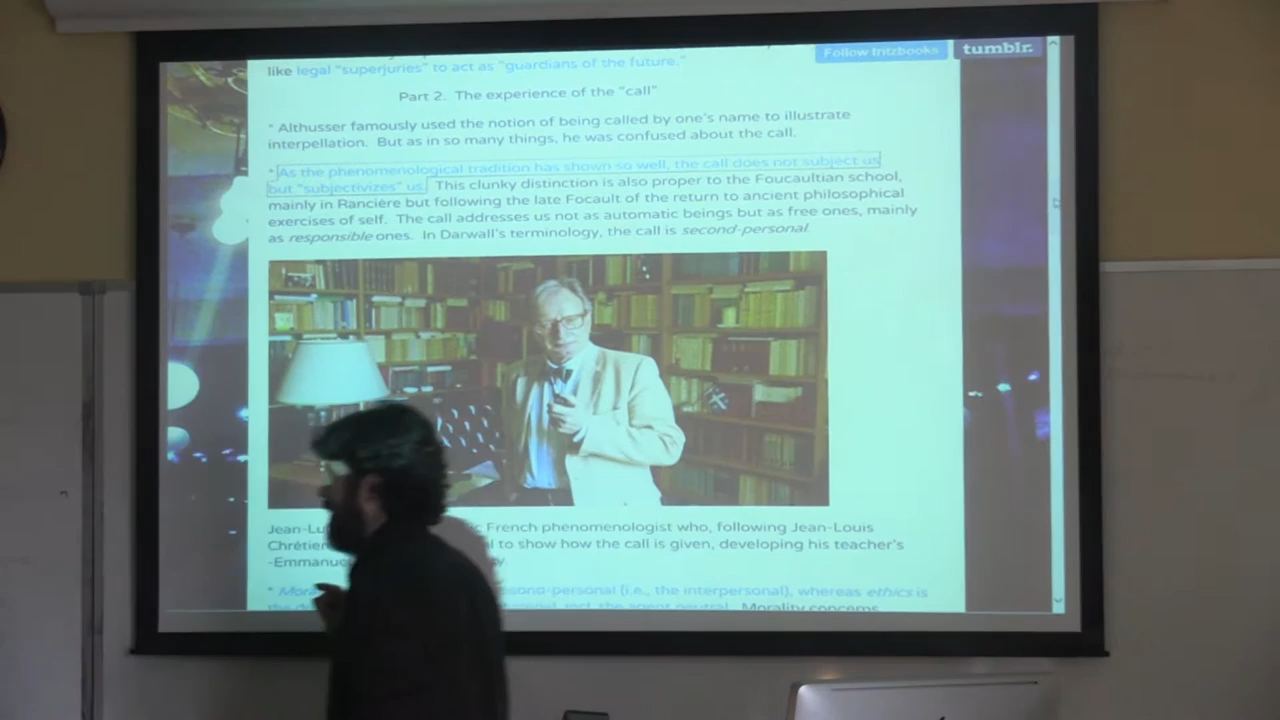 Follow fritzbooks tumblr.
like legal "superjuries" to act as "guardians of the future."
Part 2. The experience of the "call"
* Althusser famously used the notion of being called by one's name to illustrate
interpellation. But as in so many things, he was confused about the call.
* As the phenomenological tradition has shown so well, the call does not subject us
but "subjectivizes" us. This clunky distinction is also proper to the Foucaultian school,
mainly in Rancière but following the late Focault of the return to ancient philosophical
exercises of self. The call addresses us not as automatic beings but as free ones, mainly
as responsible ones. In Darwall's terminology, the call is second-personal.
Jean-Lu French phenomenologist who, following Jean-Louis
Chrétien to show how the call is given, developing his teacher's
-Emmanu
* Mora second-personal (i.e., the interpersonal), whereas ethics is
Morality concerns